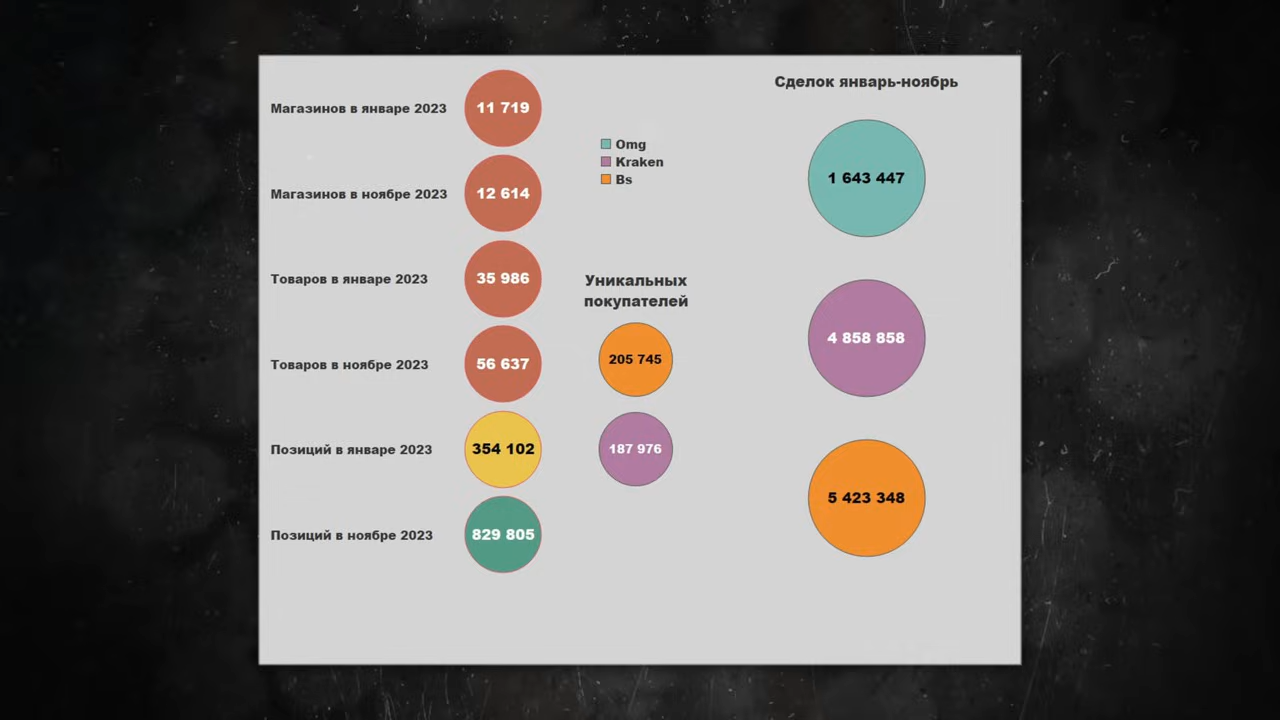 Магазинов в январе 2023
11 719
Магазинов в ноябре 2023
12 614
Товаров в январе 2023
35 986
Товаров в ноябре 2023
56 637
Позиций в январе 2023
354 102
Позиций в ноябре 2023
829 805
Omg
Kraken
Bs
Уникальных
покупателей
205 745
187 976
Сделок январь-ноябрь
1 643 447
4 858 858
5 423 348